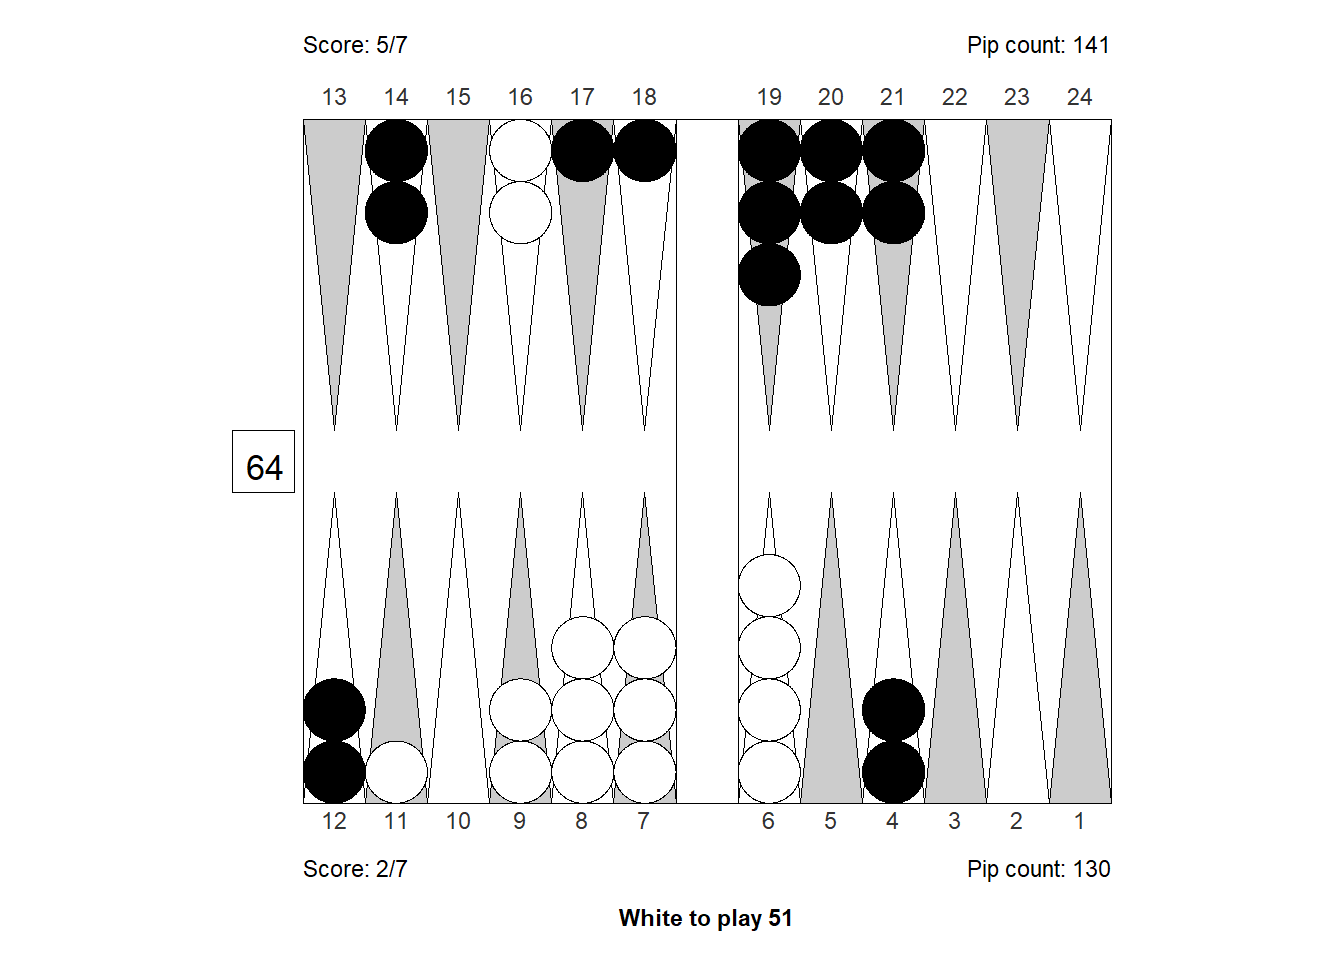 Score: 5/7 Pip count: 141
13 14 15 16 17 18 19 20 21 22 23 24
64
12 11 10 9 8 7 6 5 4 3 2 1
Score: 2/7 Pip count: 130
White to play 51